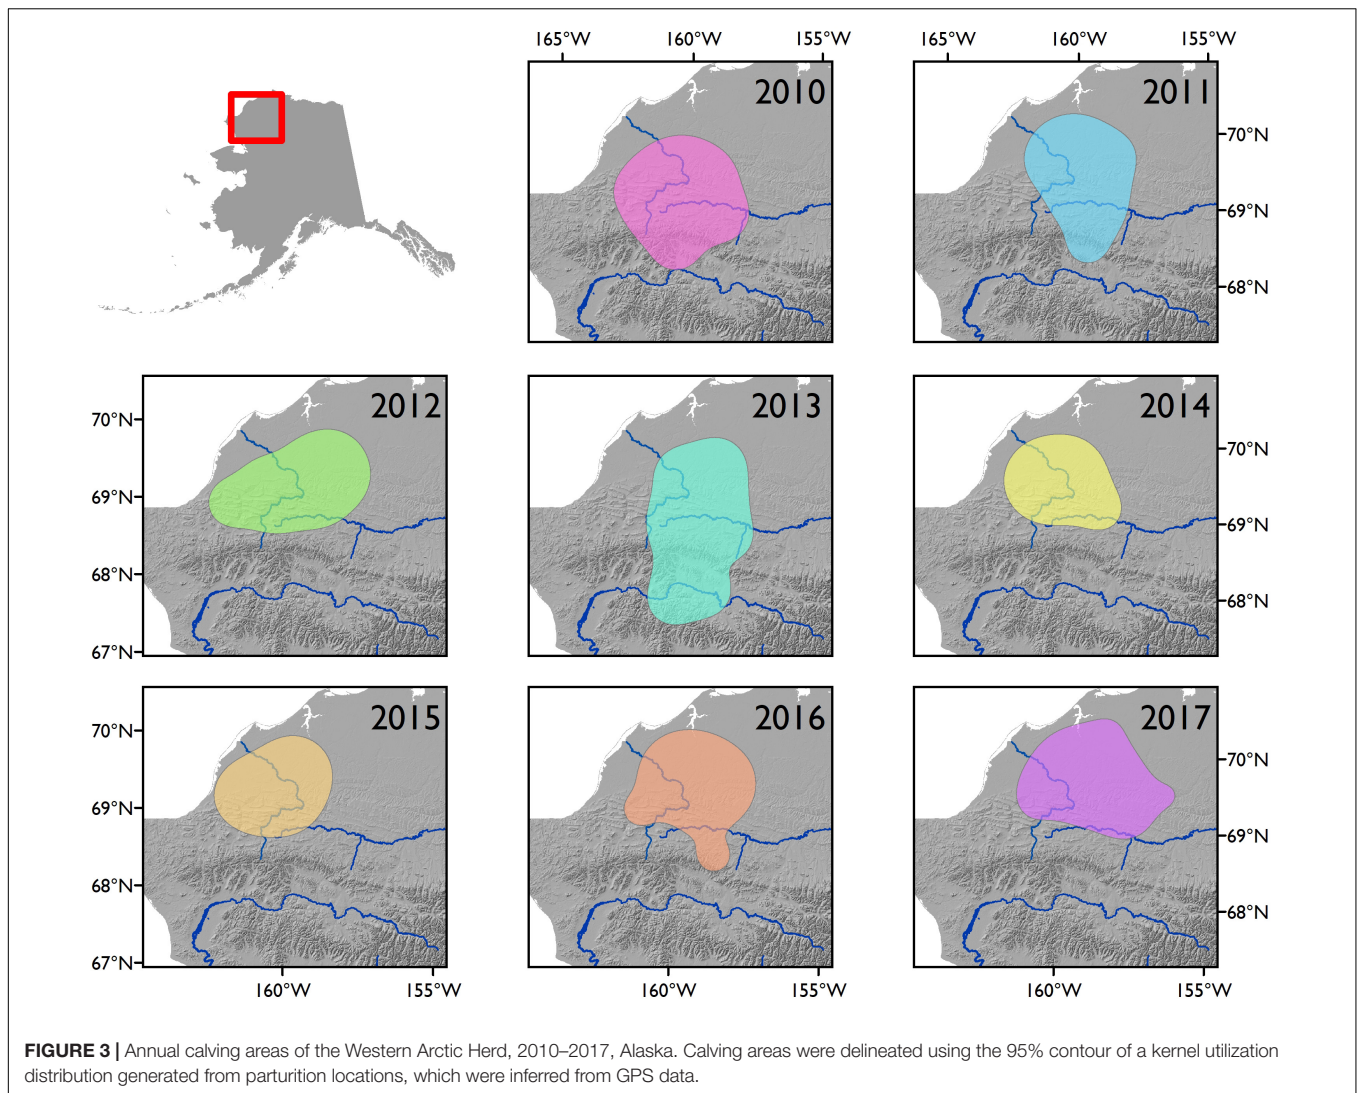 165°W 160°W 155°W 165°W 160°W 155°W
2010 2011
70°N
69°N
68°N
2012 2013 2014
70°N 70°N
69°N 69°N
68°N 68°N
67°N
2015 2016 2017
70°N 70°N
69°N 69°N
68°N 68°N
67°N
160°W 155°W 160°W 155°W 160°W 155°W
FIGURE 3 | Annual calving areas of the Western Arctic Herd, 2010–2017, Alaska. Calving areas were delineated using the 95% contour of a kernel utilization
distribution generated from parturition locations, which were inferred from GPS data.